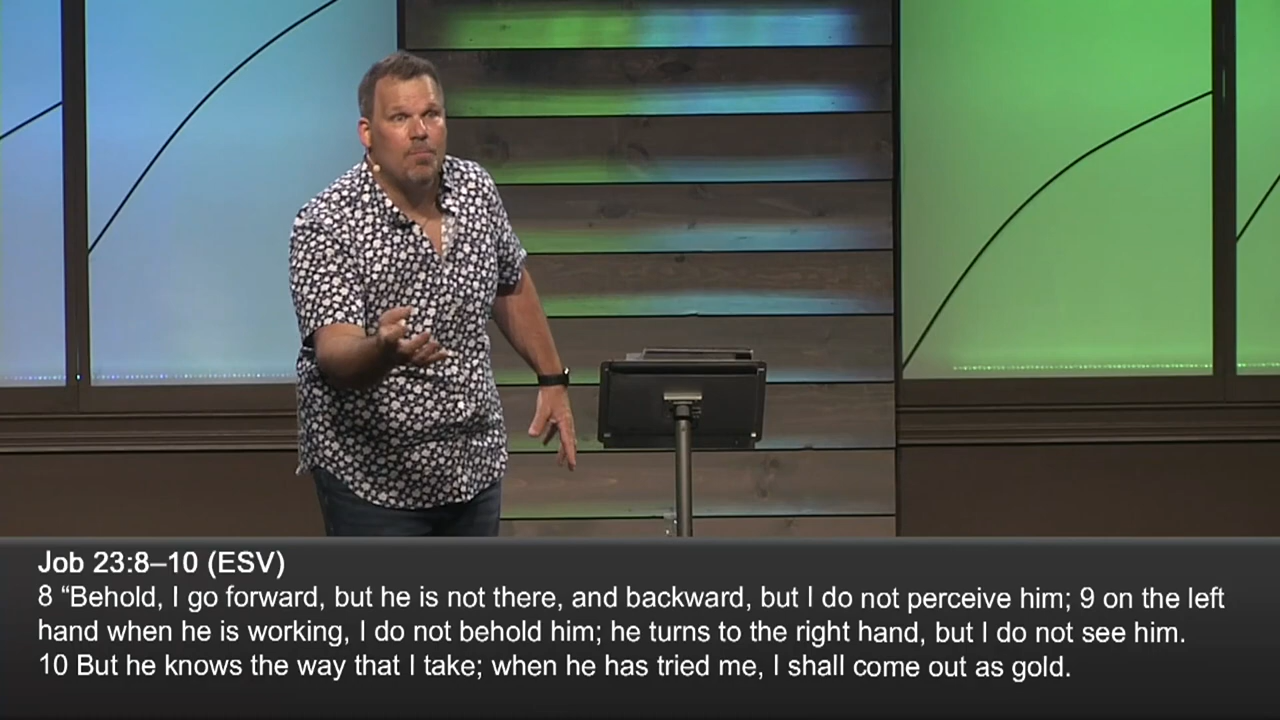 Job 23:8–10 (ESV)
8 “Behold, I go forward, but he is not there, and backward, but I do not perceive him; 9 on the left
hand when he is working, I do not behold him; he turns to the right hand, but I do not see him.
10 But he knows the way that I take; when he has tried me, I shall come out as gold.